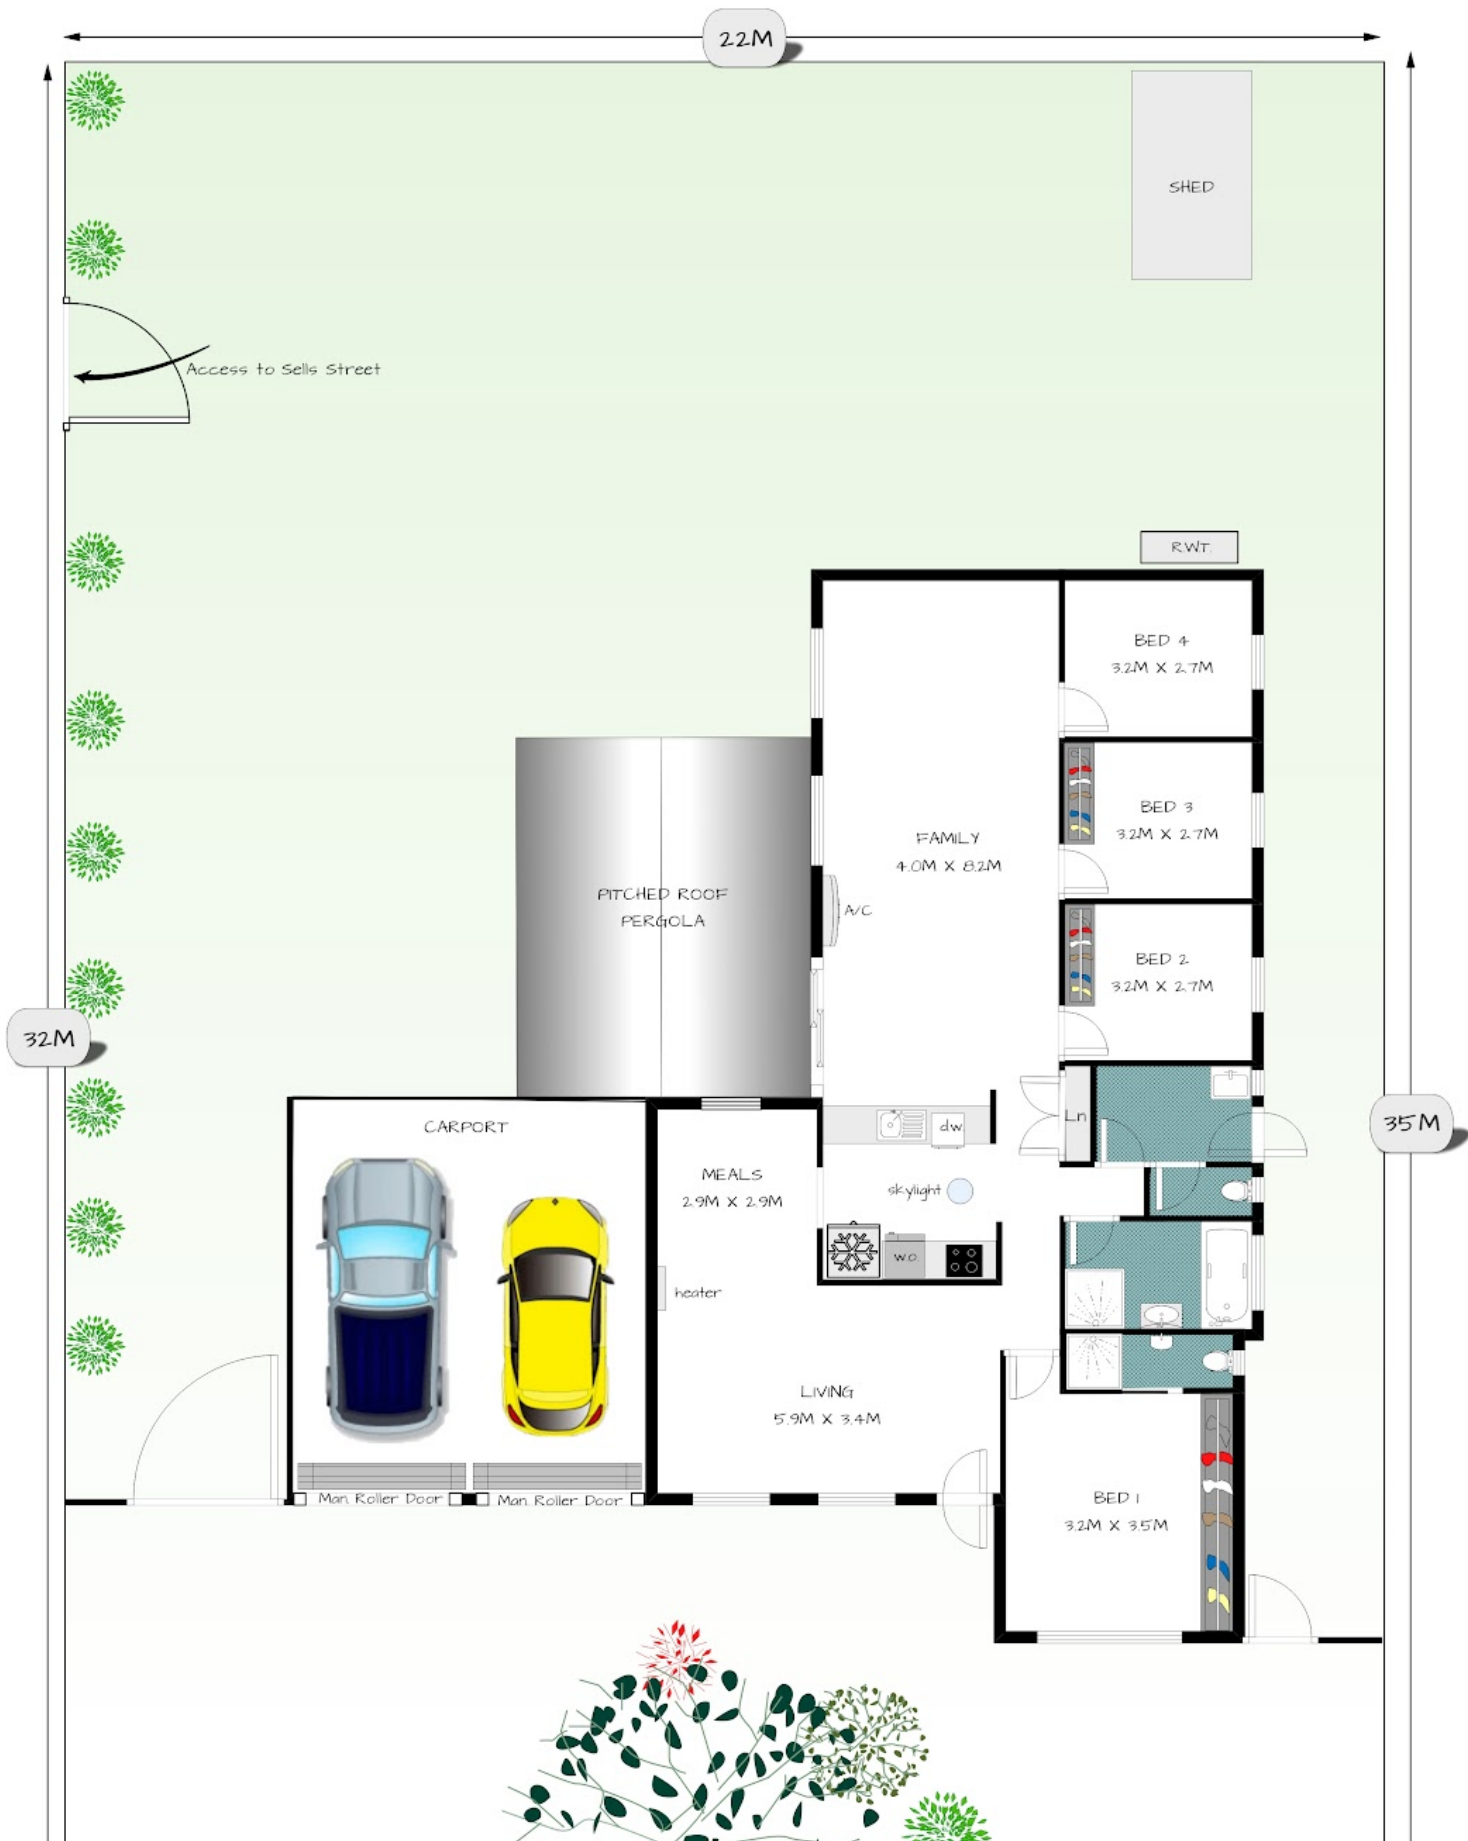 22M
SHED
Access to Sells Street
R.W.T.
BED 4
3.2M X 2.7M
BED 3
3.2M X 2.7M
FAMILY
4.0M X 8.2M
PITCHED ROOF
PERGOLA
A/C
BED 2
3.2M X 2.7M
32M
35M
CARPORT
Ln
dw
MEALS
2.9M X 2.9M
skylight
W.O.
heater
LIVING
5.9M X 3.4M
BED 1
3.2M X 3.5M
Man. Roller Door
Man. Roller Door